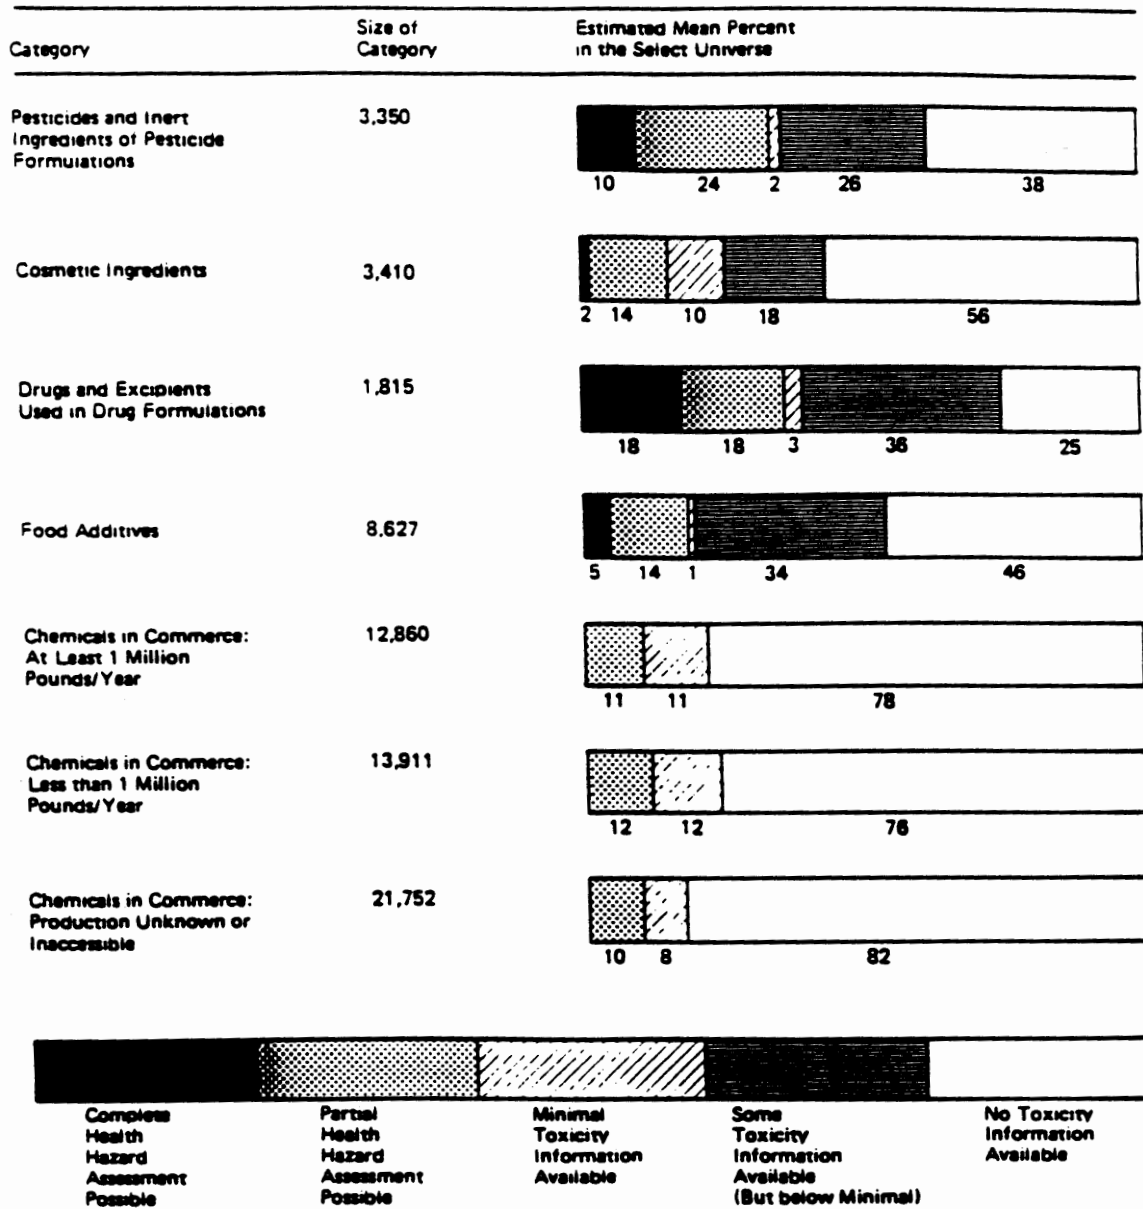 Category
Size of
Category
Estimated Mean Percent
in the Select Universe
Pesticides and Inert
Ingredients of Pesticide
Formulations
3,350
10 24 2 26 38
Cosmetic Ingredients
3,410
2 14 10 18 56
Drugs and Excipients
Used in Drug Formulations
1,815
18 18 3 36 25
Food Additives
8,627
5 14 1 34 46
Chemicals in Commerce:
At Least 1 Million
Pounds/Year
12,860
11 11 78
Chemicals in Commerce:
Less than 1 Million
Pounds/Year
13,911
12 12 76
Chemicals in Commerce:
Production Unknown or
Inaccessible
21,752
10 8 82
Complete
Health
Hazard
Assessment
Possible
Partial
Health
Hazard
Assessment
Possible
Minimal
Toxicity
Information
Available
Some
Toxicity
Information
Available
(But below Minimal)
No Toxicity
Information
Available